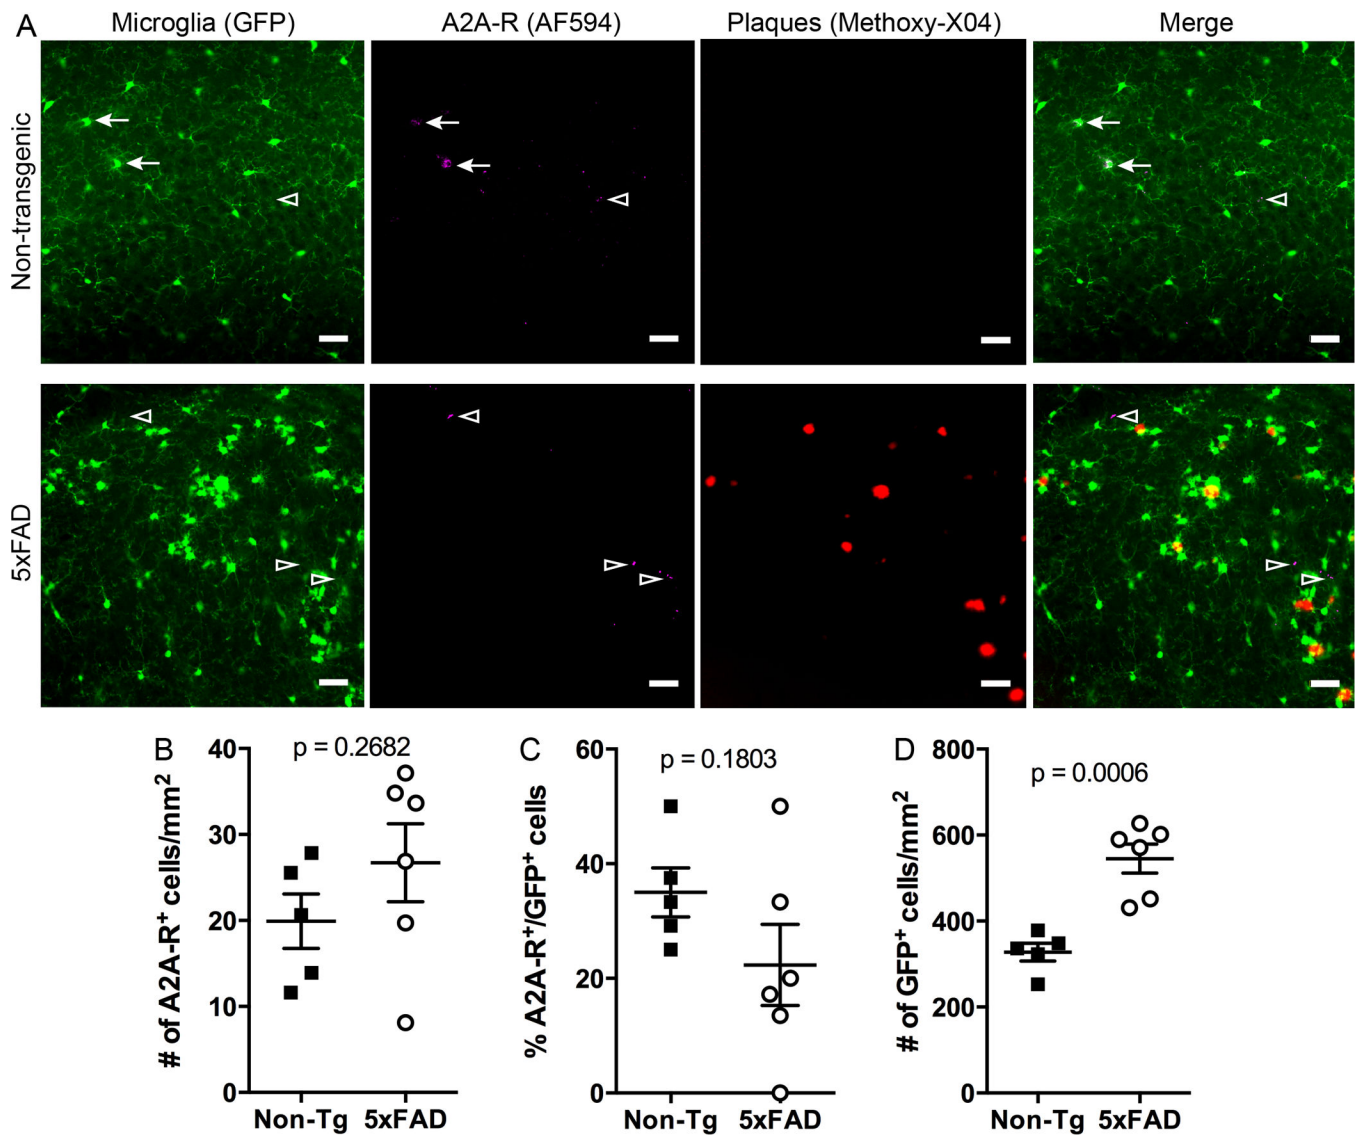 A
Microglia (GFP)
A2A-R (AF594)
Plaques (Methoxy-X04)
Merge
Non-transgenic
5xFAD
B
p = 0.2682
# of A2A-R⁺ cells/mm²
40
30
20
10
0
Non-Tg
5xFAD
C
p = 0.1803
% A2A-R⁺/GFP⁺ cells
60
40
20
0
Non-Tg
5xFAD
D
p = 0.0006
# of GFP⁺ cells/mm²
800
600
400
200
0
Non-Tg
5xFAD